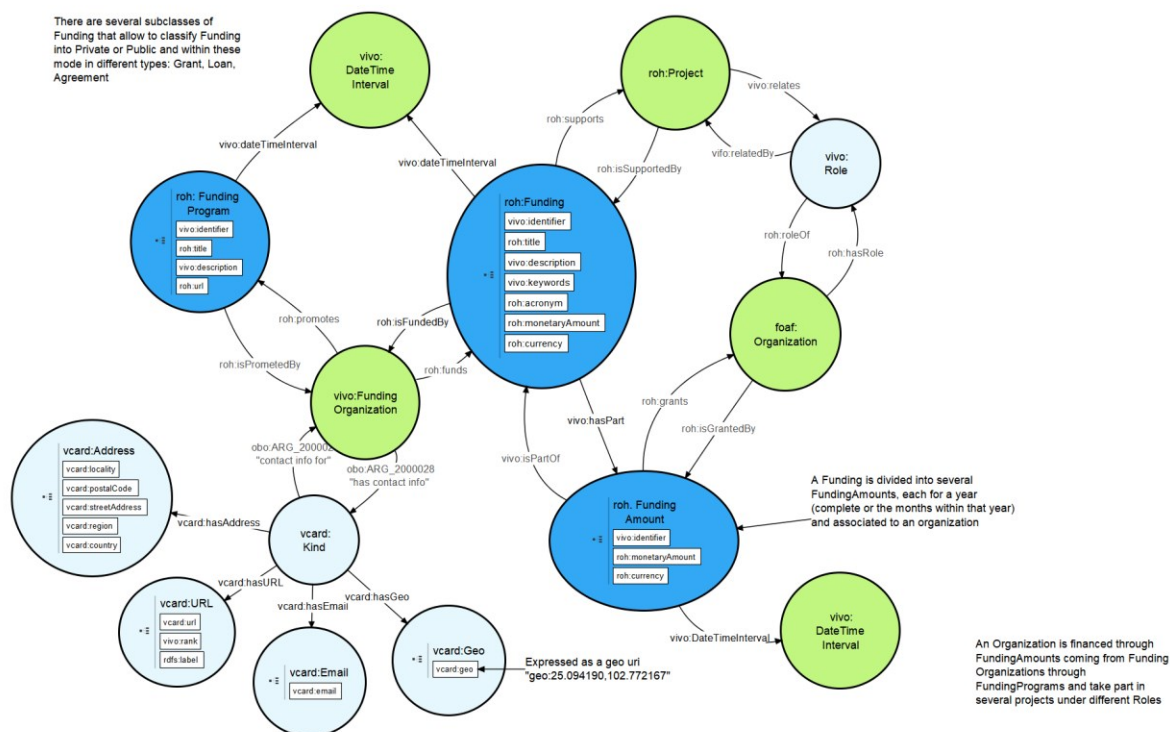 There are several subclasses of
Funding that allow to classify Funding
into Private or Public and within these
mode in different types: Grant, Loan,
Agreement
vivo:
DateTime
Interval
roh:Project
vivo:relates
roh:supports
vivo:dateTimeInterval
vivo:dateTimeInterval
roh:isSupportedBy
vifo:relatedBy
vivo:
Role
roh: Funding
Program
vivo:identifier
roh:title
vivo:description
roh:url
roh:Funding
vivo:identifier
roh:title
vivo:description
vivo:keywords
roh:acronym
roh:monetaryAmount
roh:currency
roh:roleOf
roh:hasRole
roh:promotes
roh:isFundedBy
foaf:
Organization
roh:isPrometedBy
roh:funds
vivo:Funding
Organization
roh:grants
vivo:hasPart
roh:isGrantedBy
vivo:isPartOf
obo:ARG_200002
"contact info for"
obo:ARG_2000028
"has contact info"
vcard:Address
vcard:locality
vcard:postalCode
vcard:streetAddress
vcard:region
vcard:country
vcard:hasAddress
vcard:
Kind
roh. Funding
Amount
vivo:identifier
roh:monetaryAmount
roh:currency
A Funding is divided into several
FundingAmounts, each for a year
(complete or the months within that year)
and associated to an organization
vcard:hasURL
vcard:hasEmail
vcard:hasGeo
vcard:URL
vcard:url
vivo:rank
rdfs:label
vcard:Email
vcard:email
vcard:Geo
vcard:geo
Expressed as a geo uri
"geo:25.094190,102.772167"
vivo:DateTimeInterval
vivo:
DateTime
Interval
An Organization is financed through
FundingAmounts coming from Funding
Organizations through
FundingPrograms and take part in
several projects under different Roles